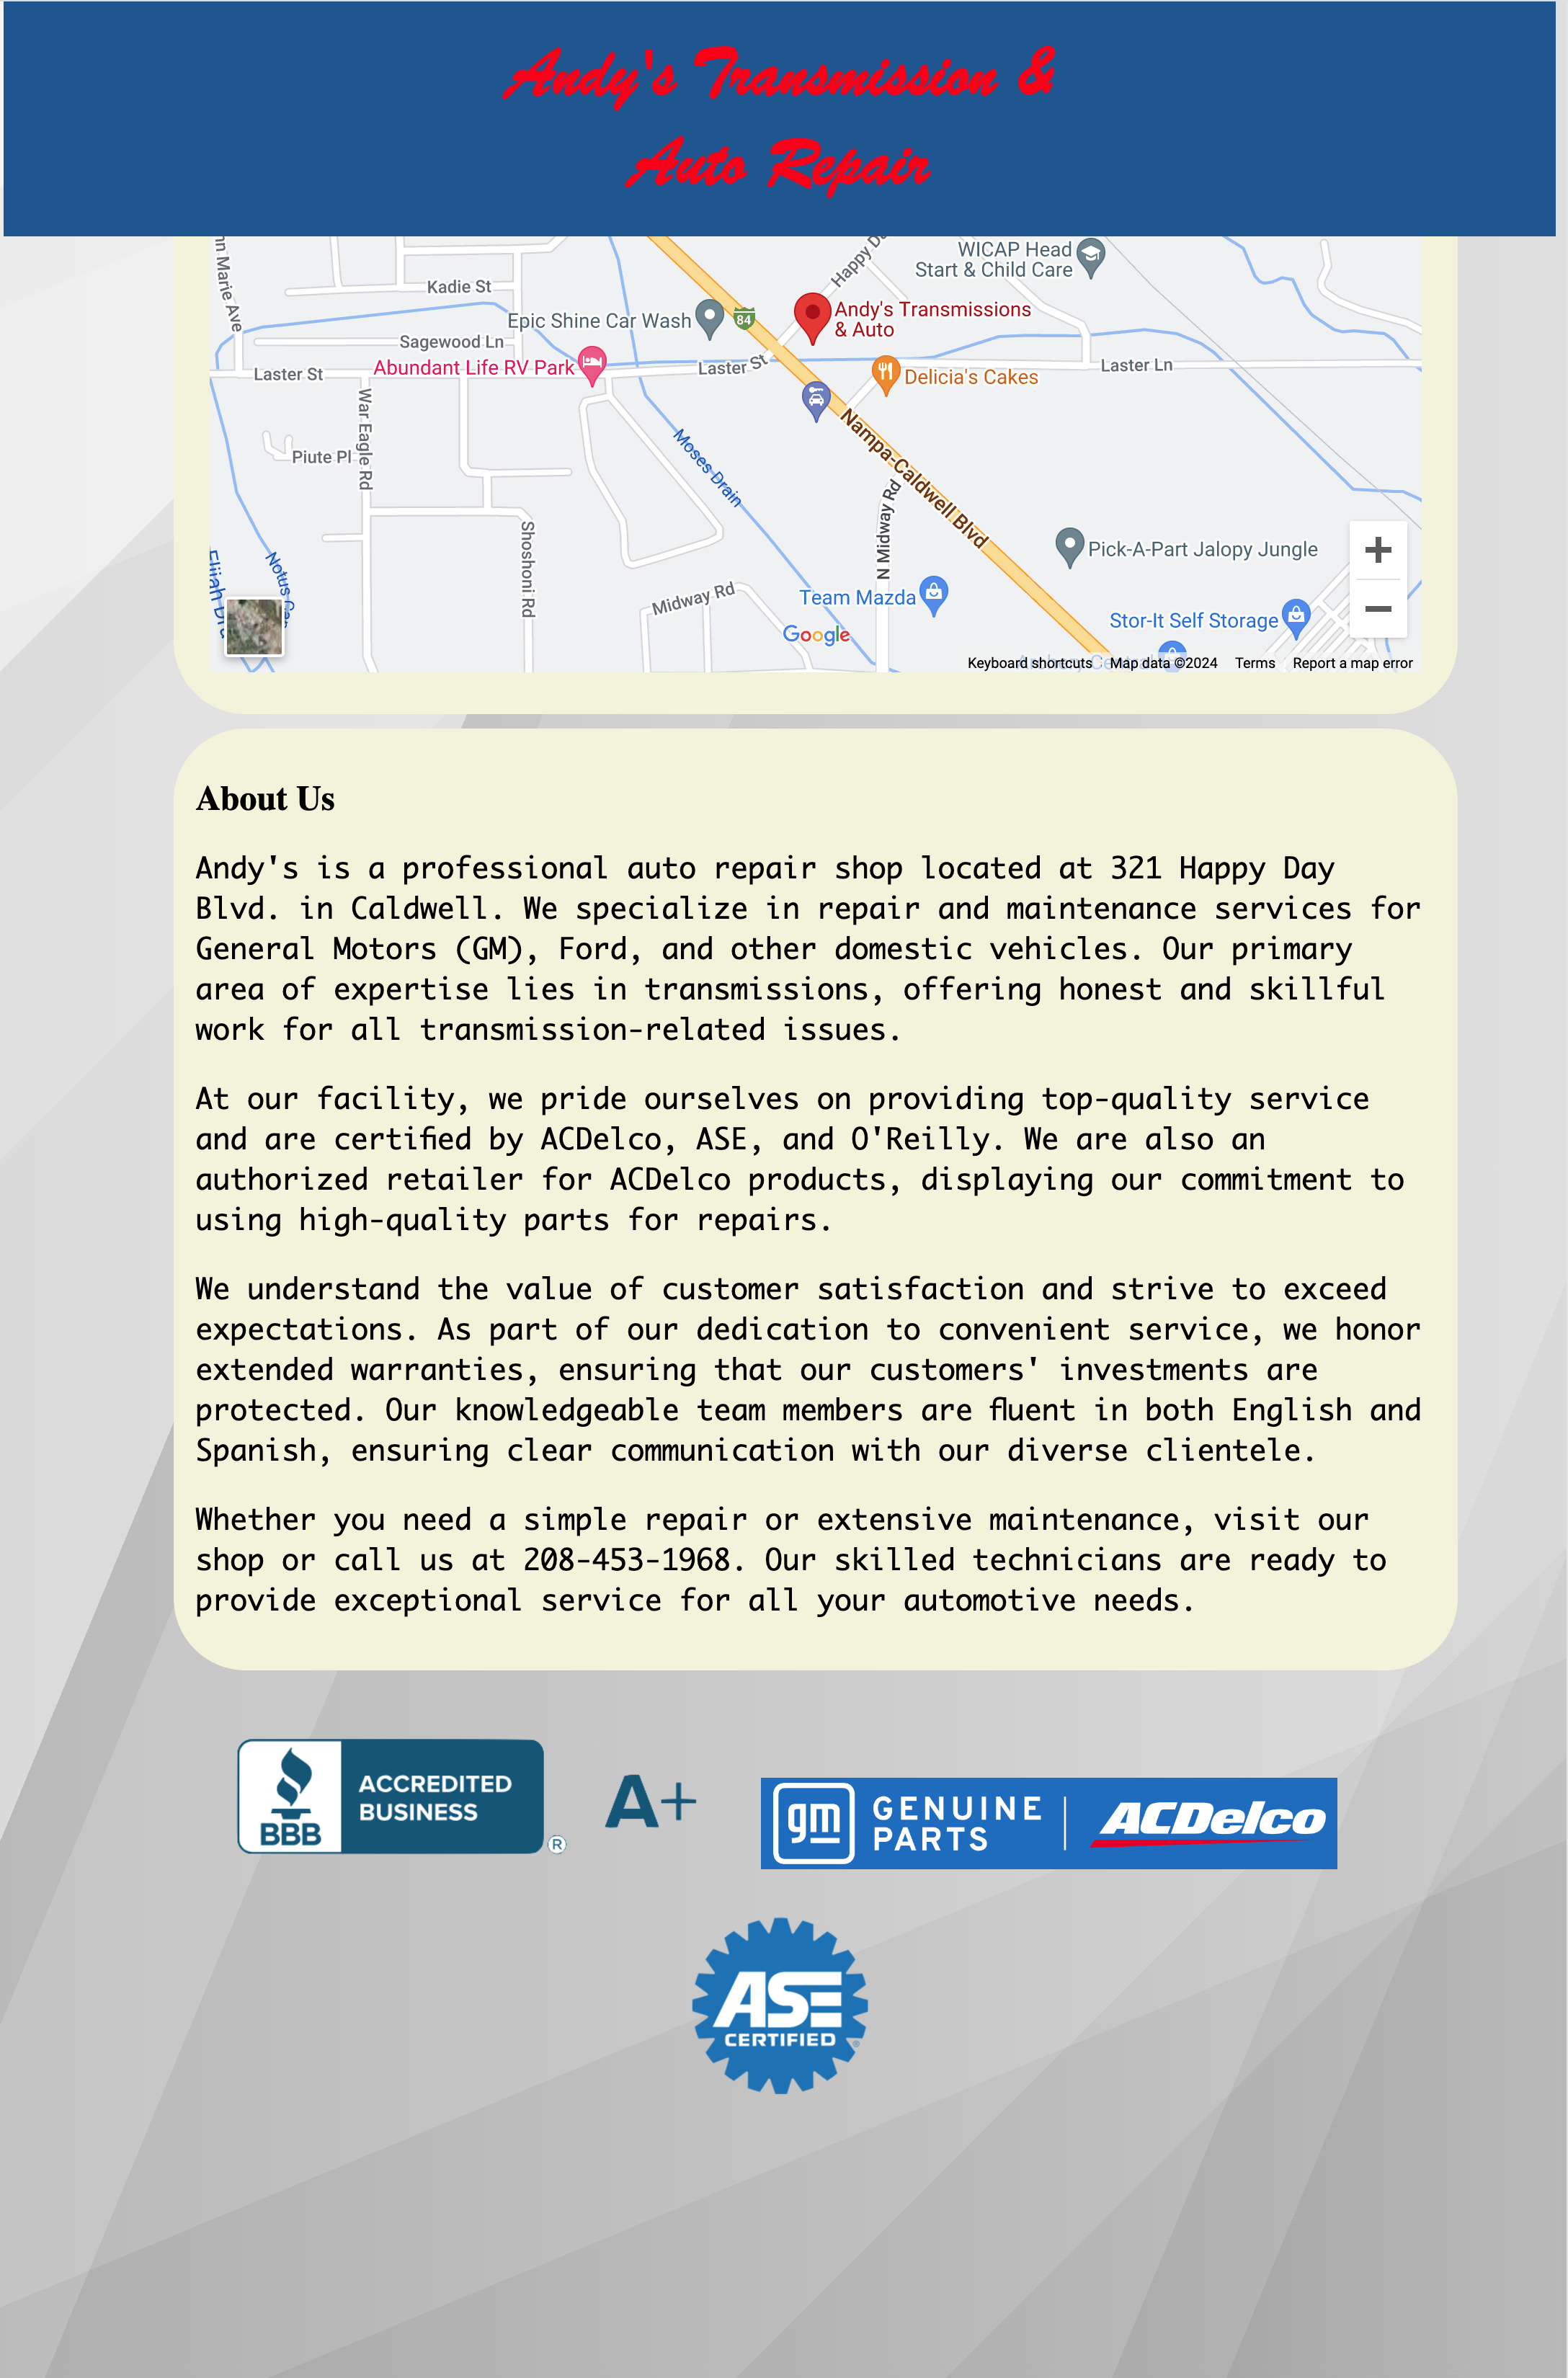 Andy's Transmission &
Auto Repair
nn Marie Ave
Kadie St
Happy Da
WICAP Head
Start & Child Care
Epic Shine Car Wash
84
Andy's Transmissions
& Auto
Sagewood Ln
Abundant Life RV Park
Laster St
Laster St
Laster Ln
Delicia's Cakes
War Eagle Rd
Piute Pl
Moses Drain
Nampa-Caldwell Blvd
N Midway Rd
Shoshoni Rd
Pick-A-Part Jalopy Jungle
Elijah Dr
Notus Can
Midway Rd
Team Mazda
Stor-It Self Storage
Google
Keyboard shortcuts
Map data ©2024
Terms
Report a map error
About Us
Andy's is a professional auto repair shop located at 321 Happy Day
Blvd. in Caldwell. We specialize in repair and maintenance services for
General Motors (GM), Ford, and other domestic vehicles. Our primary
area of expertise lies in transmissions, offering honest and skillful
work for all transmission-related issues.
At our facility, we pride ourselves on providing top-quality service
and are certified by ACDelco, ASE, and O'Reilly. We are also an
authorized retailer for ACDelco products, displaying our commitment to
using high-quality parts for repairs.
We understand the value of customer satisfaction and strive to exceed
expectations. As part of our dedication to convenient service, we honor
extended warranties, ensuring that our customers' investments are
protected. Our knowledgeable team members are fluent in both English and
Spanish, ensuring clear communication with our diverse clientele.
Whether you need a simple repair or extensive maintenance, visit our
shop or call us at 208-453-1968. Our skilled technicians are ready to
provide exceptional service for all your automotive needs.
BBB
ACCREDITED
BUSINESS
®
A+
gm
GENUINE
PARTS
ACDelco
ASE
CERTIFIED